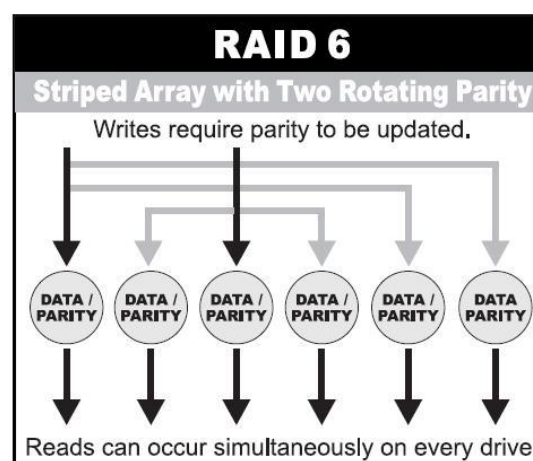 RAID 6
Striped Array with Two Rotating Parity
Writes require parity to be updated.
DATA / DATA / DATA / DATA / DATA / DATA
PARITY PARITY PARITY PARITY PARITY PARITY
Reads can occur simultaneously on every drive